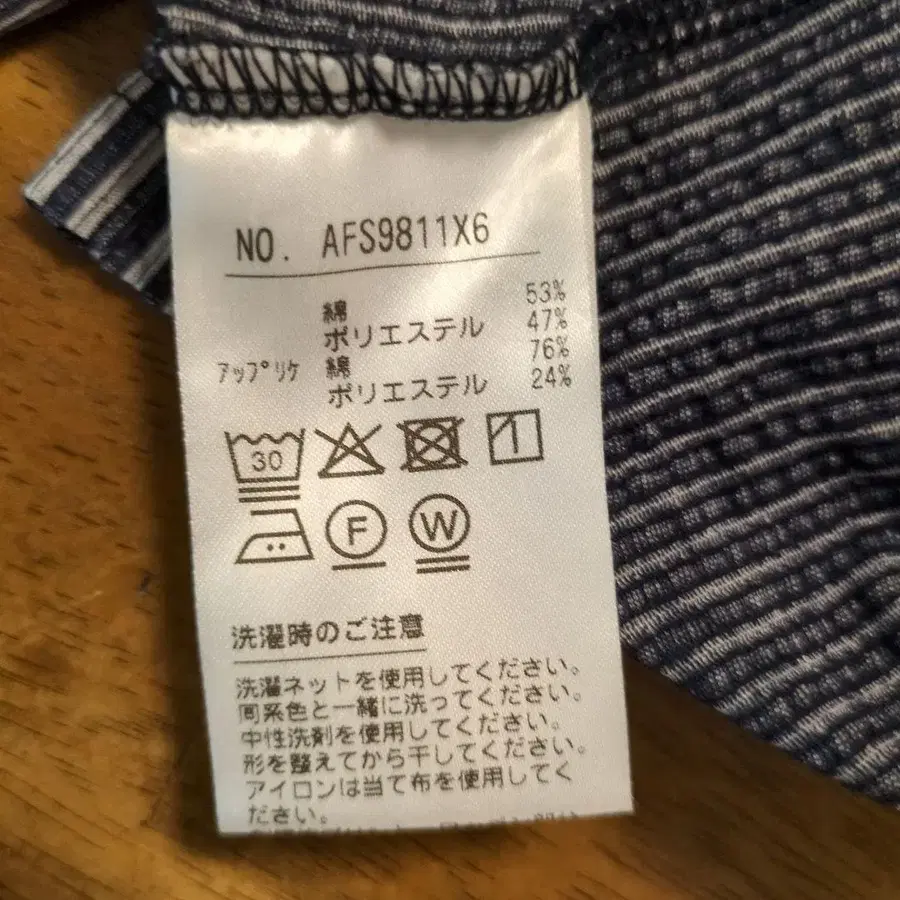 NO. AFS9811X6
綿 53%
ポリエステル 47%
アップリケ 綿 76%
ポリエステル 24%
30
F W
洗濯時のご注意
洗濯ネットを使用してください。
同系色と一緒に洗ってください。
中性洗剤を使用してください。
形を整えてから干してください。
アイロンは当て布を使用してく
ださい。